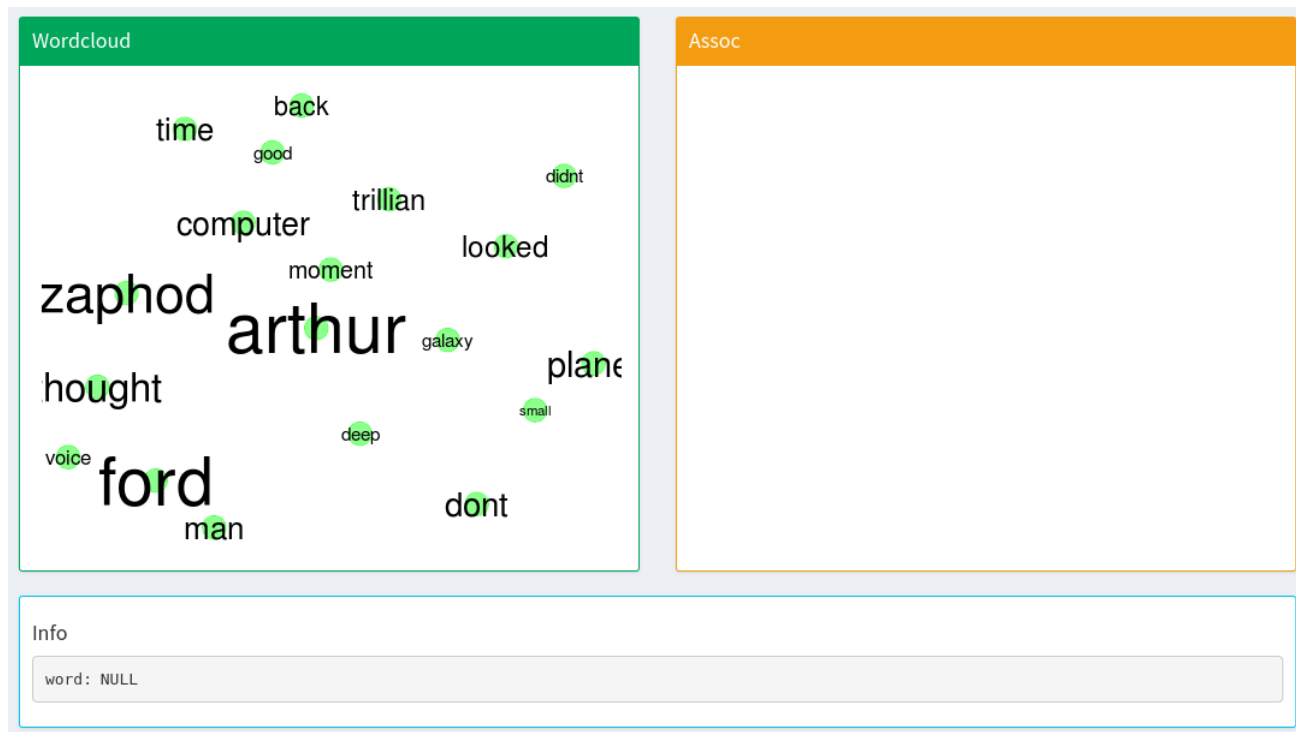 Wordcloud
back
time
good
didnt
trillian
computer
looked
moment
zaphod
arthur
galaxy
plane
hought
small
deep
voice
ford
dont
man
Assoc
Info
word: NULL